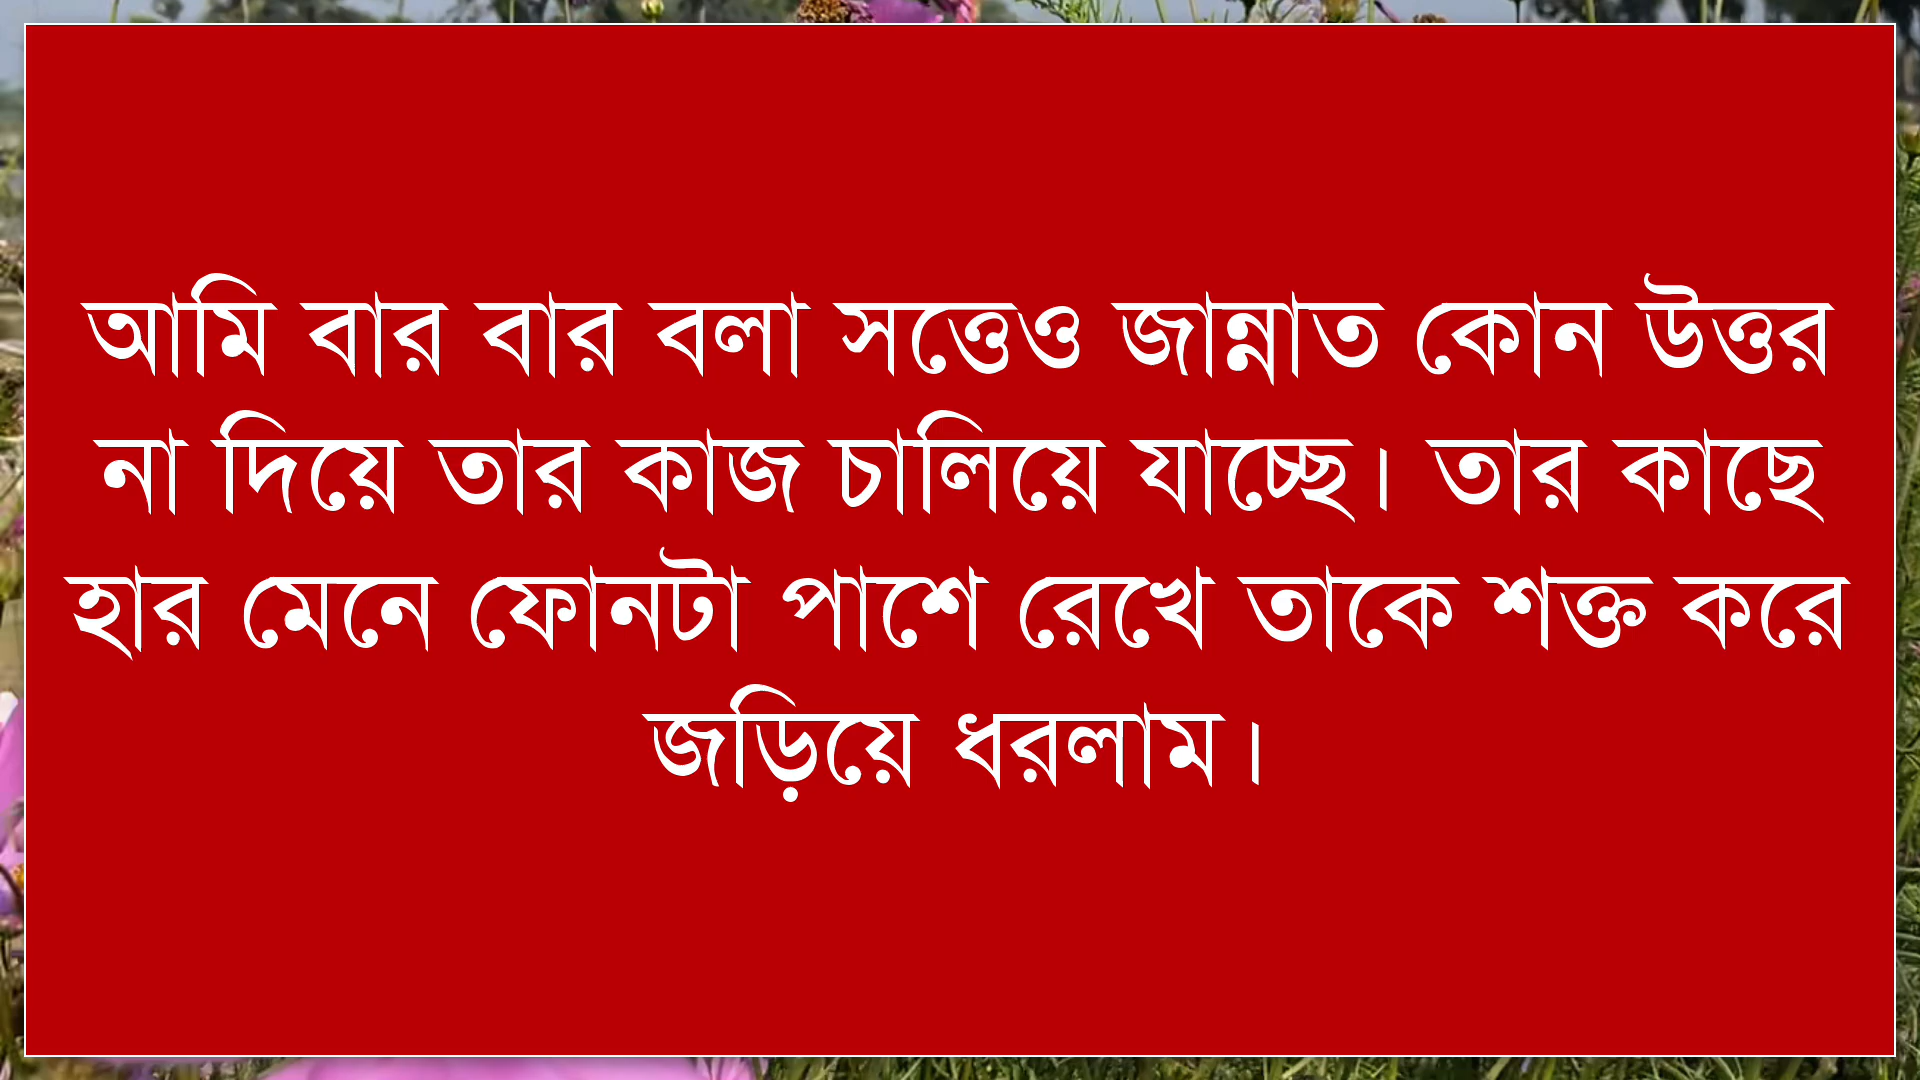 আমি বার বার বলা সত্তেও জান্নাত কোন উত্তর
না দিয়ে তার কাজ চালিয়ে যাচ্ছে। তার কাছে
হার মেনে ফোনটা পাশে রেখে তাকে শক্ত করে
জড়িয়ে ধরলাম।